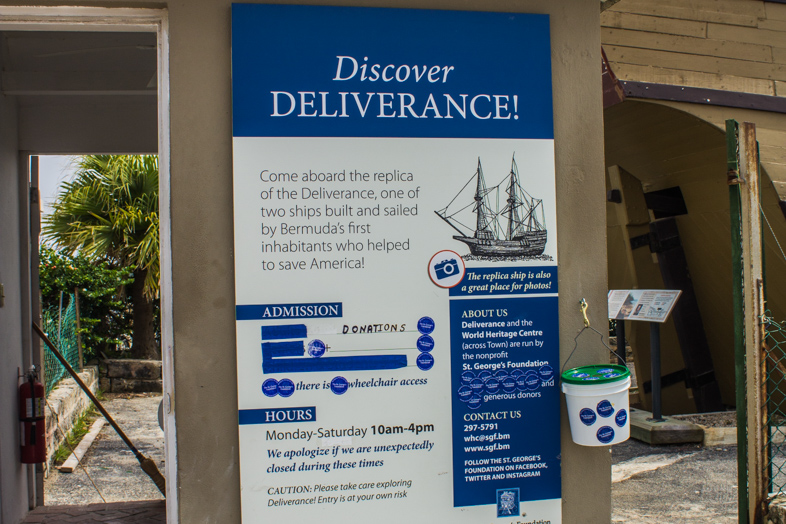 Discover
DELIVERANCE!
Come aboard the replica
of the Deliverance, one of
two ships built and sailed
by Bermuda's first
inhabitants who helped
to save America!
The replica ship is also
a great place for photos!
ADMISSION
DONATIONS
there is wheelchair access
HOURS
Monday-Saturday 10am-4pm
We apologize if we are unexpectedly
closed during these times
CAUTION: Please take care exploring
Deliverance! Entry is at your own risk
ABOUT US
Deliverance and the
World Heritage Centre
(across Town) are run by
the nonprofit
St. George's Foundation
and
generous donors
CONTACT US
297-5791
whc@sgf.bm
www.sgf.bm
FOLLOW THE ST. GEORGE'S
FOUNDATION ON FACEBOOK,
TWITTER AND INSTAGRAM
Foundation